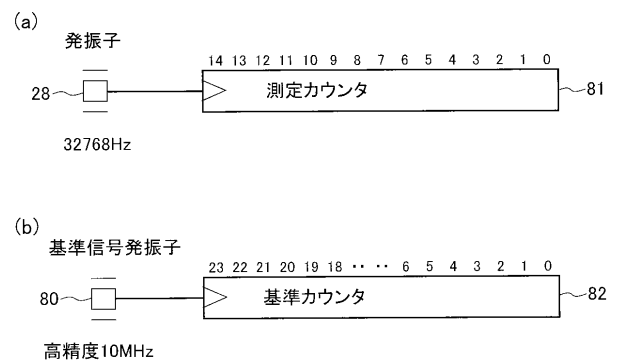 (a)
発振子
14 13 12 11 10 9 8 7 6 5 4 3 2 1 0
28
測定カウンタ
81
32768Hz
(b)
基準信号発振子
23 22 21 20 19 18 ・・ ・・ 6 5 4 3 2 1 0
80
基準カウンタ
82
高精度10MHz